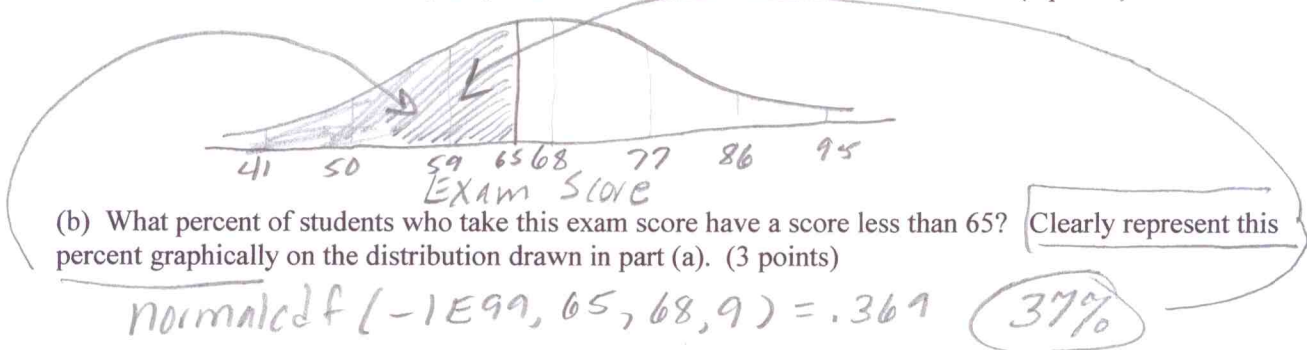 41 50 59 65 68 77 86 95
Exam Score
(b) What percent of students who take this exam score have a score less than 65? Clearly represent this
percent graphically on the distribution drawn in part (a). (3 points)
normalcdf (-1E99, 65, 68, 9) = .369 37%